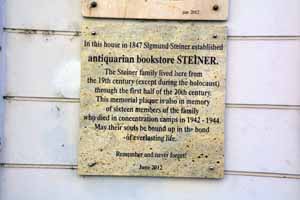 jún 2012
In this house in 1847 Sigmund Steiner established
antiquarian bookstore STEINER.
The Steiner family lived here from
the 19th century (except during the holocaust)
through the first half of the 20th century.
This memorial plaque is also in memory
of sixteen members of the family
who died in concentration camps in 1942 - 1944.
May their souls be bound up in the bond
of everlasting life.
Remember and never forget!
June 2012